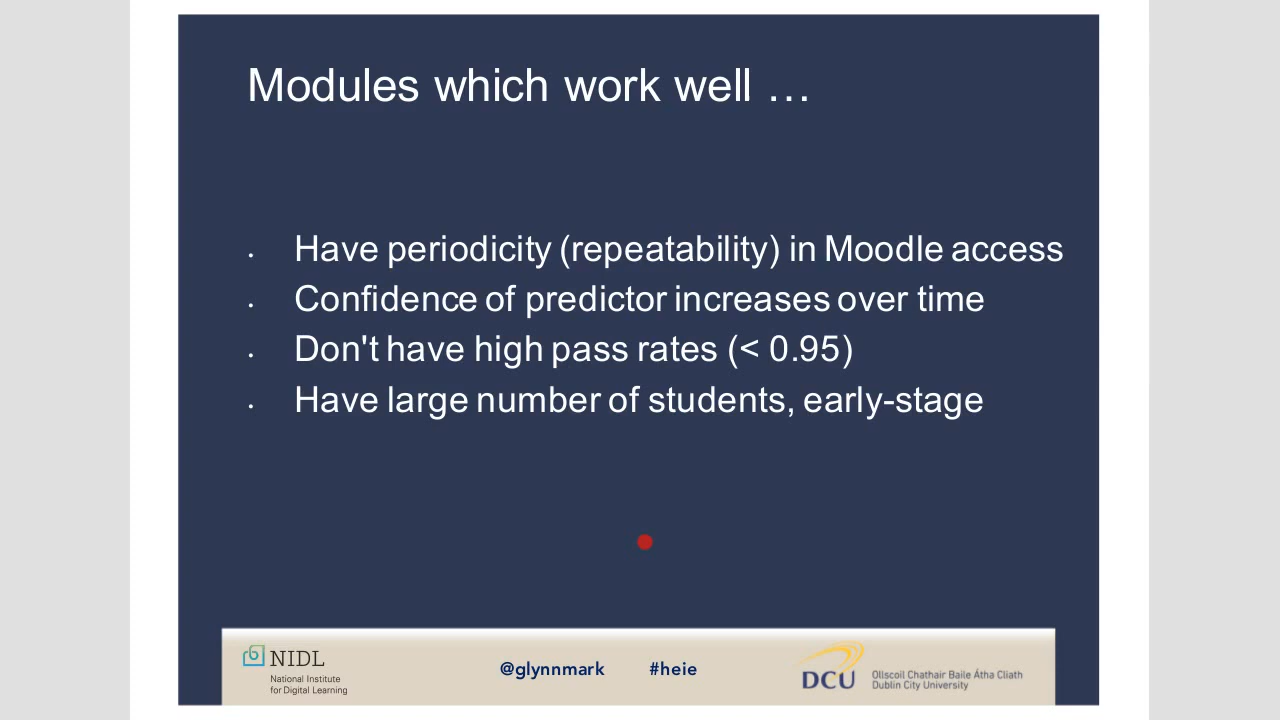 Modules which work well …
• Have periodicity (repeatability) in Moodle access
• Confidence of predictor increases over time
• Don't have high pass rates (< 0.95)
• Have large number of students, early-stage
NIDL
National Institute
for Digital Learning
@glynnmark #heie
DCU
Ollscoil Chathair Baile Átha Cliath
Dublin City University